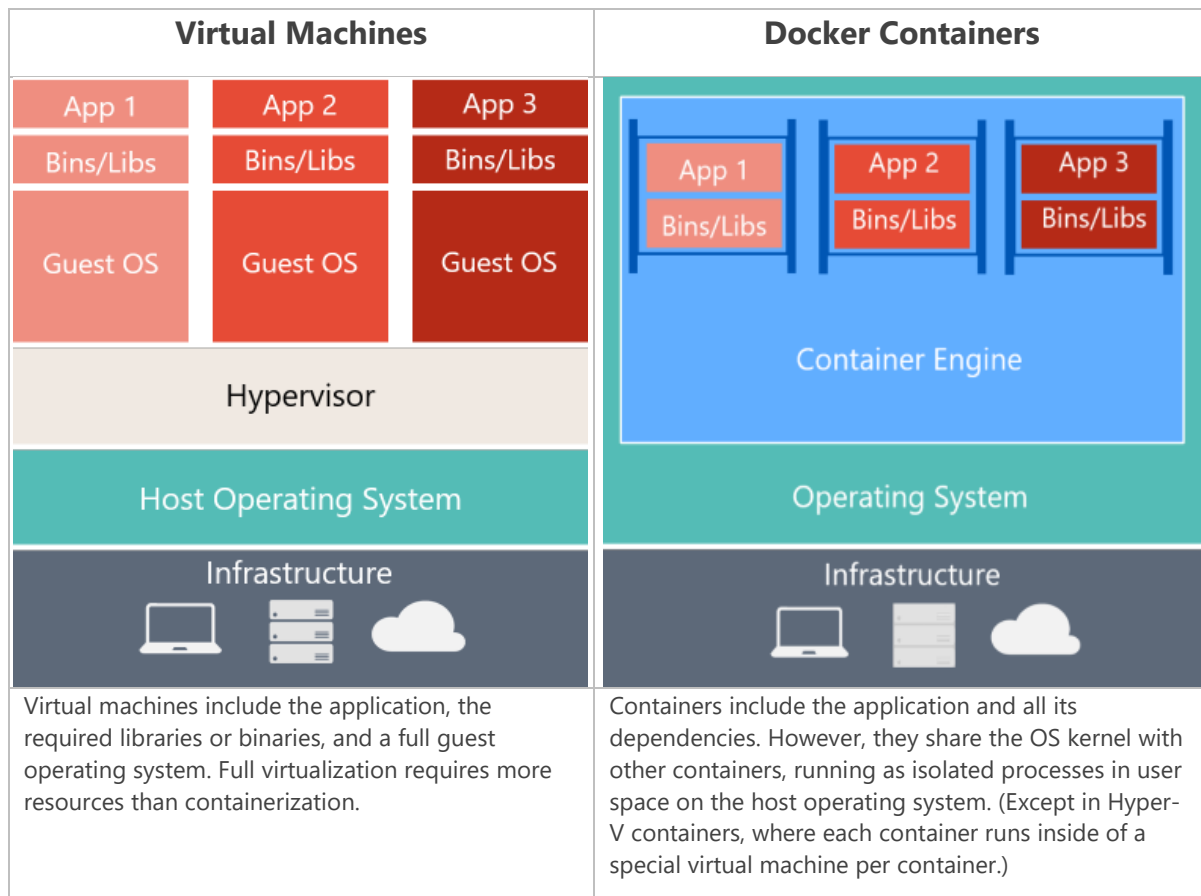 Virtual Machines
Docker Containers
App 1
App 2
App 3
Bins/Libs
Bins/Libs
Bins/Libs
Guest OS
Guest OS
Guest OS
Hypervisor
Host Operating System
Infrastructure
App 1
App 2
App 3
Bins/Libs
Bins/Libs
Bins/Libs
Container Engine
Operating System
Infrastructure
Virtual machines include the application, the
required libraries or binaries, and a full guest
operating system. Full virtualization requires more
resources than containerization.
Containers include the application and all its
dependencies. However, they share the OS kernel with
other containers, running as isolated processes in user
space on the host operating system. (Except in Hyper-
V containers, where each container runs inside of a
special virtual machine per container.)